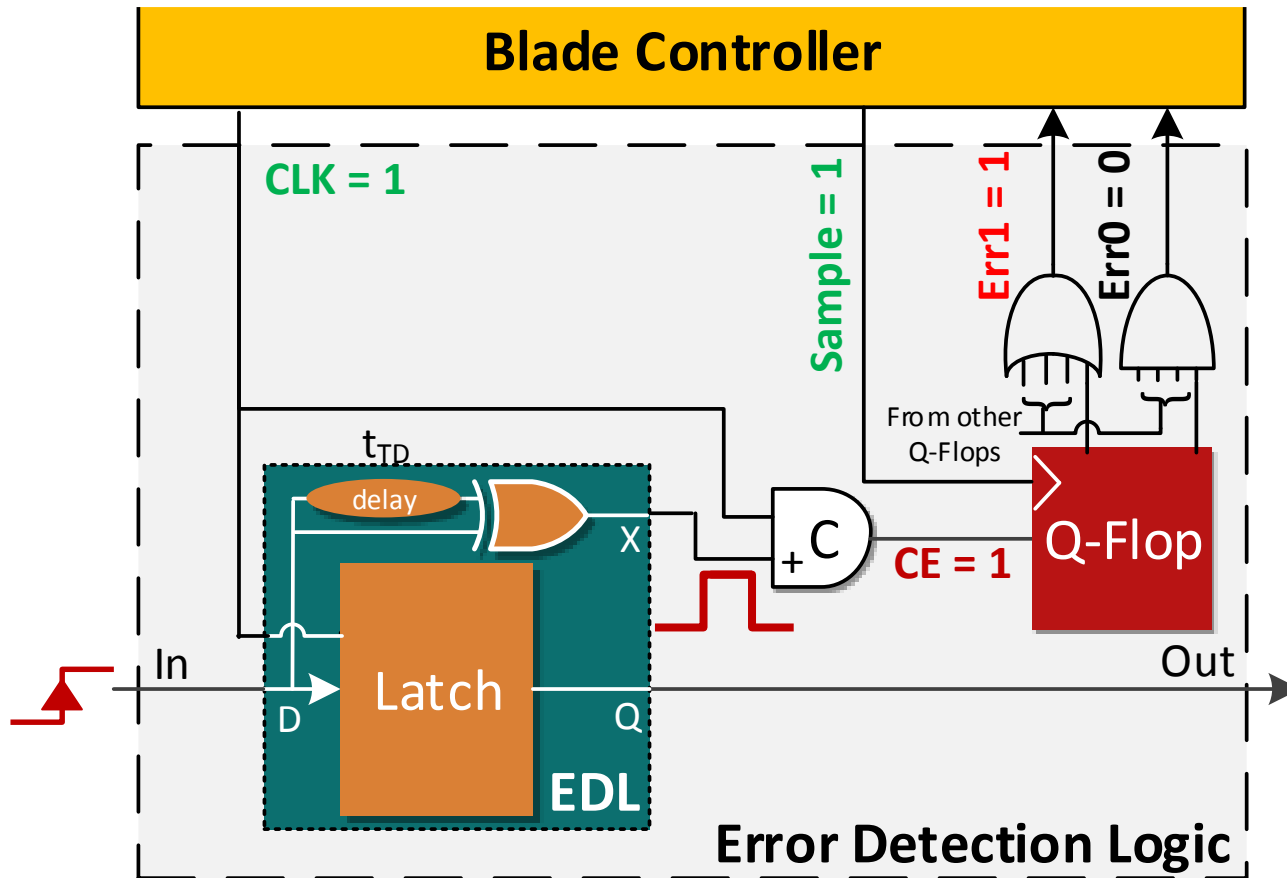 Blade Controller
CLK = 1
Sample = 1
Err1 = 1
Err0 = 0
From other
Q-Flops
tTD
delay
X
C
+
CE = 1
Q-Flop
In
Out
D
Latch
Q
EDL
Error Detection Logic